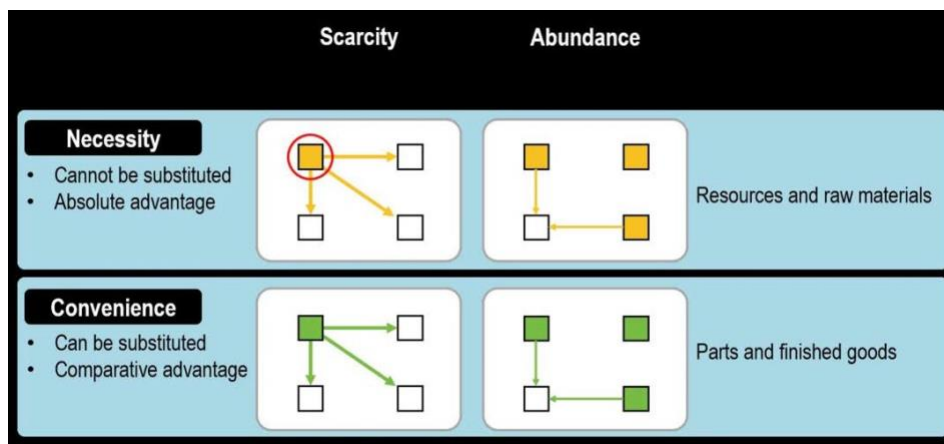 Scarcity
Abundance
Necessity
• Cannot be substituted
• Absolute advantage
Resources and raw materials
Convenience
• Can be substituted
• Comparative advantage
Parts and finished goods